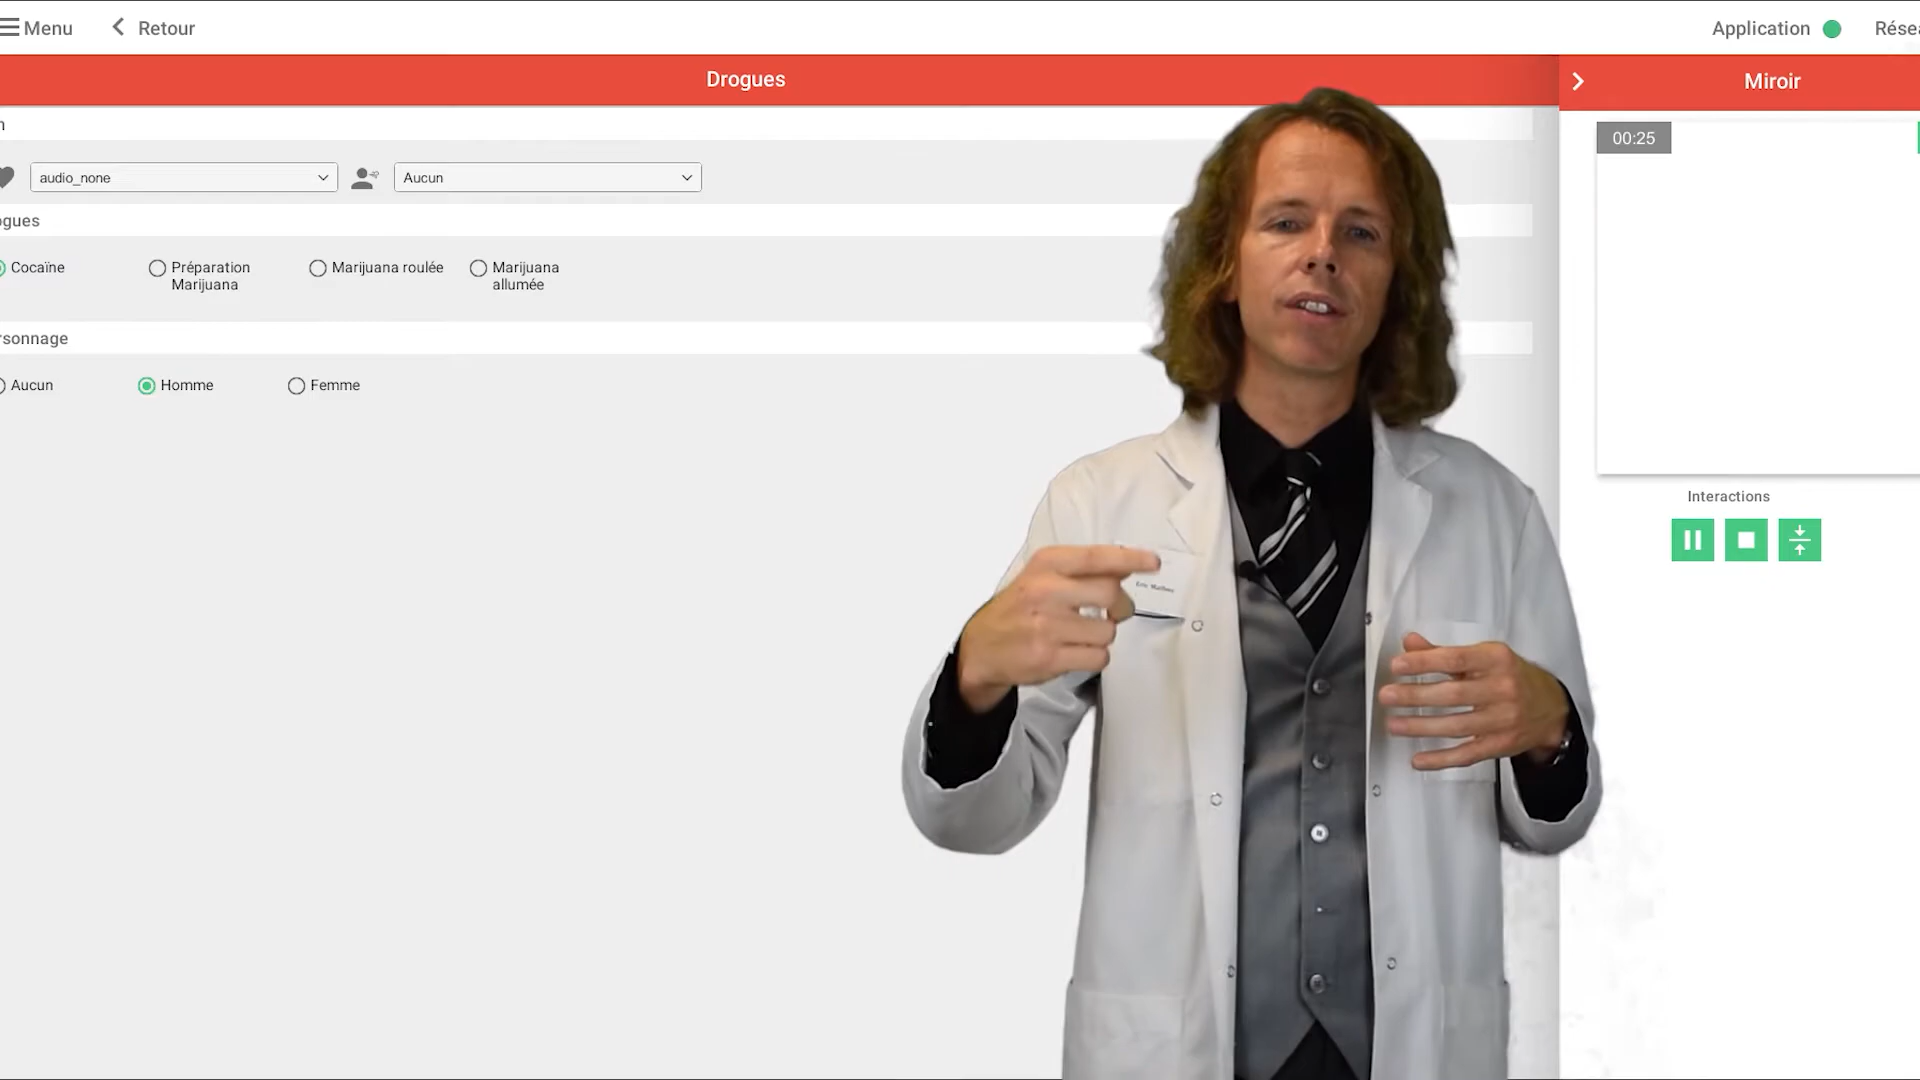 Menu
Retour
Application
Drogues
Miroir
00:25
audio_none
Aucun
Cocaïne
Préparation
Marijuana
Marijuana roulée
Marijuana
allumée
Aucun
Homme
Femme
Interactions